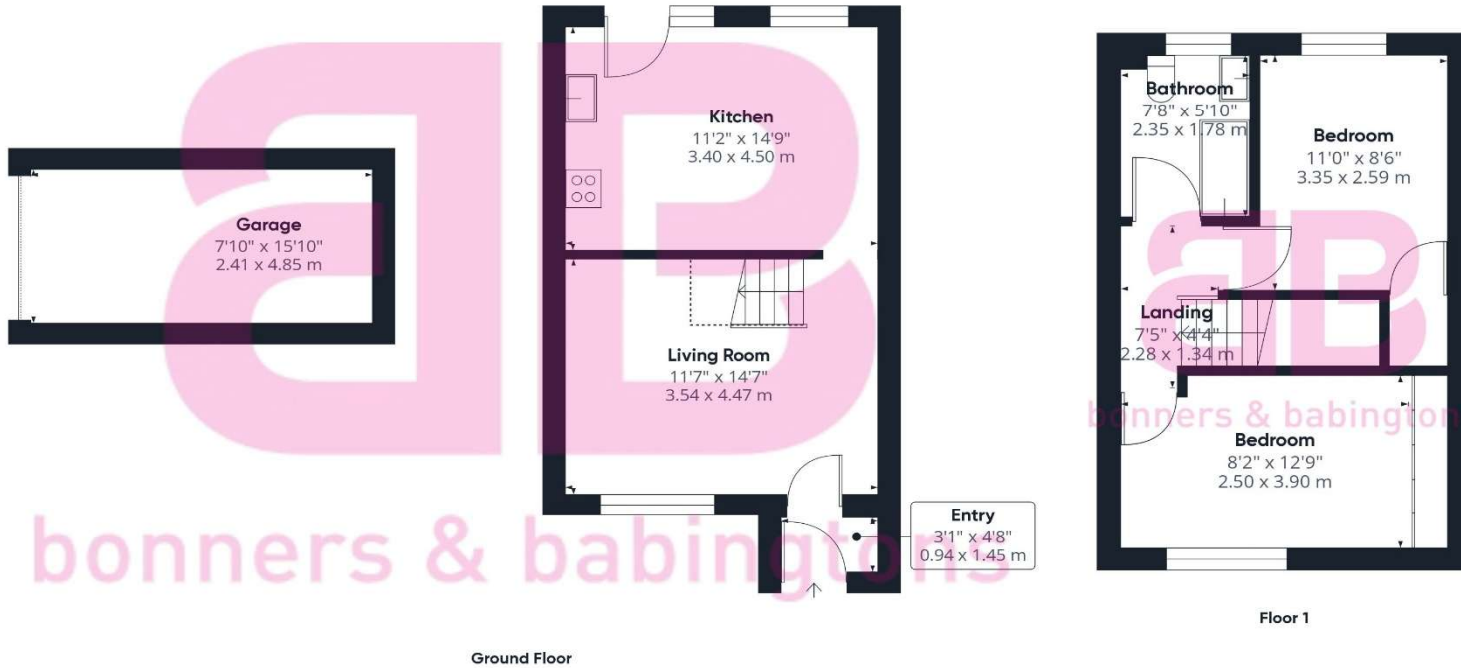 Kitchen
11'2" x 14'9"
3.40 x 4.50 m
Garage
7'10" x 15'10"
2.41 x 4.85 m
Living Room
11'7" x 14'7"
3.54 x 4.47 m
Entry
3'1" x 4'8"
0.94 x 1.45 m
bonners & babingtons
Ground Floor
Bathroom
7'8" x 5'10"
2.35 x 1.78 m
Bedroom
11'0" x 8'6"
3.35 x 2.59 m
Landing
7'5" x 4'4"
2.28 x 1.34 m
bonners & babington
Bedroom
8'2" x 12'9"
2.50 x 3.90 m
Floor 1